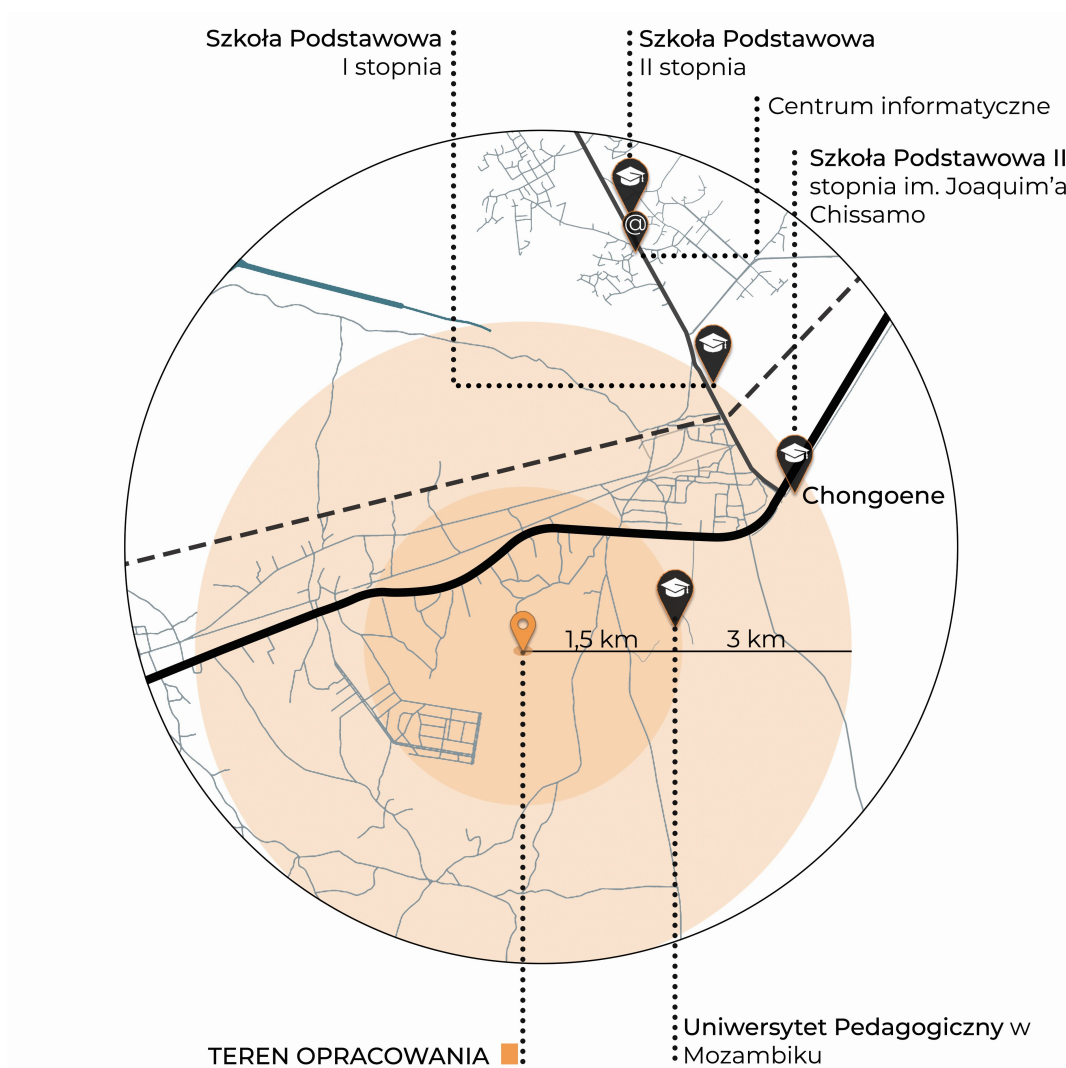 Szkoła Podstawowa
I stopnia
Szkoła Podstawowa
II stopnia
Centrum informatyczne
Szkoła Podstawowa II
stopnia im. Joaquim’a
Chissamo
@
Chongoene
1,5 km
3 km
Uniwersytet Pedagogiczny w
Mozambiku
TEREN OPRACOWANIA